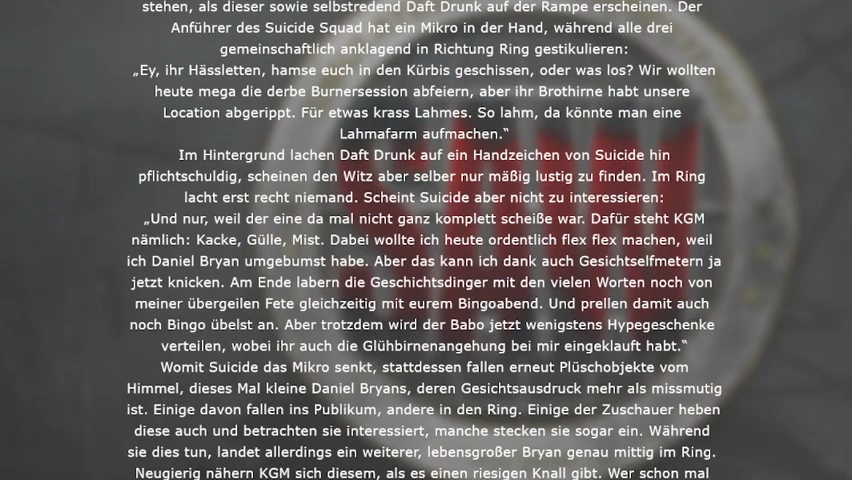 stehen, als dieser sowie selbstredend Daft Drunk auf der Rampe erscheinen. Der
Anführer des Suicide Squad hat ein Mikro in der Hand, während alle drei
gemeinschaftlich anklagend in Richtung Ring gestikulieren:
„Ey, ihr Hässletten, hamse euch in den Kürbis geschissen, oder was los? Wir wollten
heute mega die derbe Burnersession abfeiern, aber ihr Brothirne habt unsere
Location abgerippt. Für etwas krass Lahmes. So lahm, da könnte man eine
Lahmafarm aufmachen.“
Im Hintergrund lachen Daft Drunk auf ein Handzeichen von Suicide hin
pflichtschuldig, scheinen den Witz aber selber nur mäßig lustig zu finden. Im Ring
lacht erst recht niemand. Scheint Suicide aber nicht zu interessieren:
„Und nur, weil der eine da mal nicht ganz komplett scheiße war. Dafür steht KGM
nämlich: Kacke, Gülle, Mist. Dabei wollte ich heute ordentlich flex flex machen, weil
ich Daniel Bryan umgebumst habe. Aber das kann ich dank auch Gesichtselfmetern ja
jetzt knicken. Am Ende labern die Geschichtsdinger mit den vielen Worten noch von
meiner übergeilen Fete gleichzeitig mit eurem Bingoabend. Und prellen damit auch
noch Bingo übelst an. Aber trotzdem wird der Babo jetzt wenigstens Hypegeschenke
verteilen, wobei ihr auch die Glühbirnenangehung bei mir eingeklauft habt.“
Womit Suicide das Mikro senkt, stattdessen fallen erneut Plüschobjekte vom
Himmel, dieses Mal kleine Daniel Bryans, deren Gesichtsausdruck mehr als missmutig
ist. Einige davon fallen ins Publikum, andere in den Ring. Einige der Zuschauer heben
diese auch und betrachten sie interessiert, manche stecken sie sogar ein. Während
sie dies tun, landet allerdings ein weiterer, lebensgroßer Bryan genau mittig im Ring.
Neugierig nähern KGM sich diesem, als es einen riesigen Knall gibt. Wer schon mal